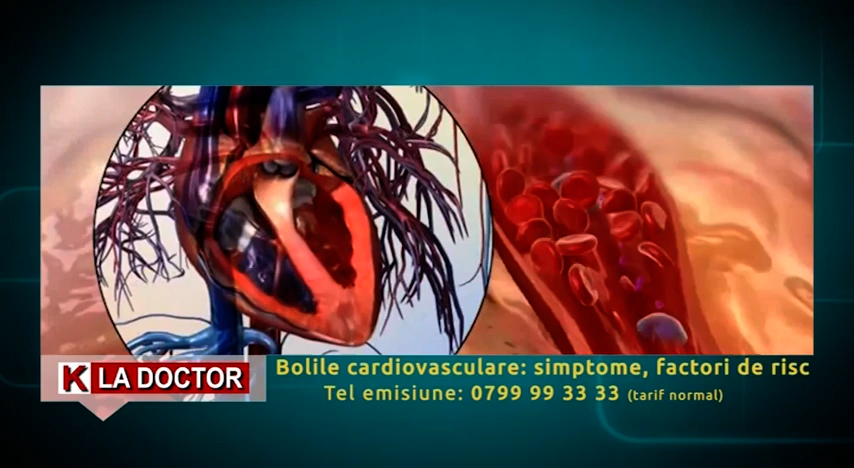 K LA DOCTOR
Bolile cardiovasculare: simptome, factori de risc
Tel emisiune: 0799 99 33 33 (tarif normal)